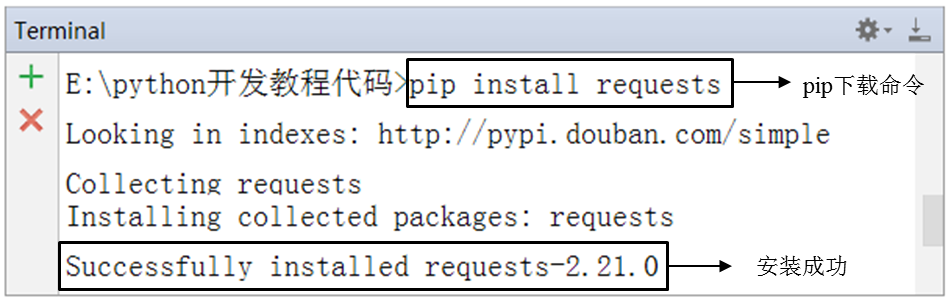 Terminal
E:\python开发教程代码>pip install requests
pip下载命令
Looking in indexes: http://pypi.douban.com/simple
Collecting requests
Installing collected packages: requests
Successfully installed requests-2.21.0
安装成功